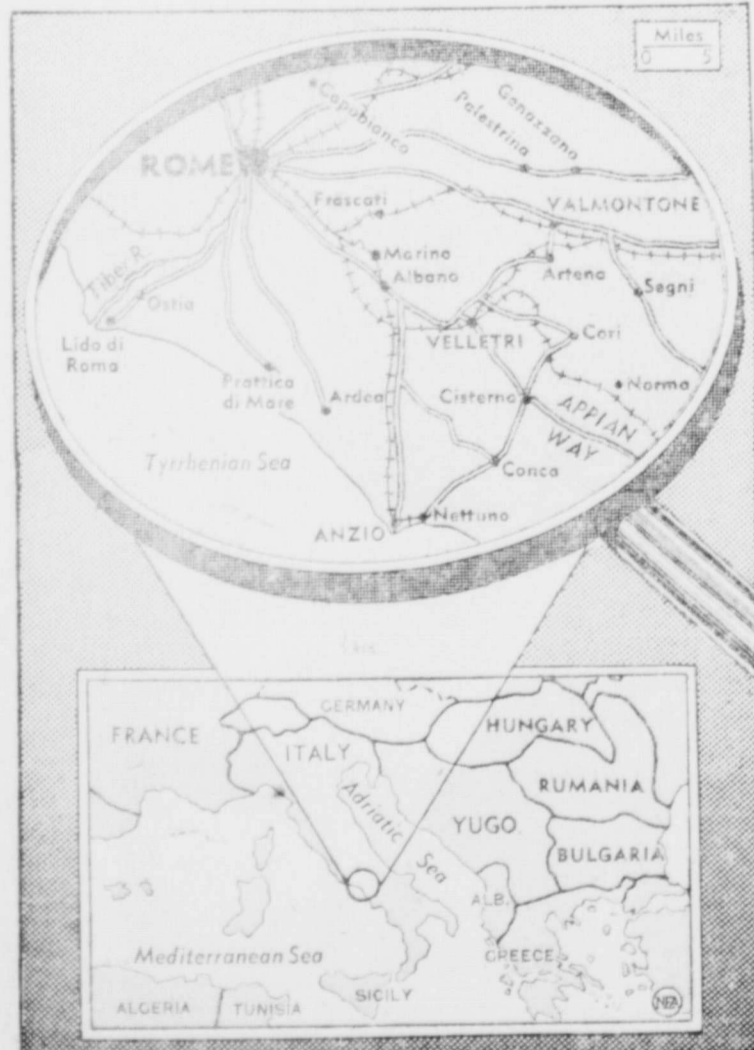 Miles
0 5
Capobianco
Palestrina
Genazzano
ROME
Frascati
VALMONTONE
Marino
Albano
Artena
Segni
Tiber R.
Ostia
Lido di
Roma
VELLETRI
Cori
Prattica
di Mare
Ardea
Cisterna
Norma
APPIAN
WAY
Tyrrhenian Sea
Conca
Nettuno
ANZIO
FRANCE
GERMANY
HUNGARY
ITALY
RUMANIA
Adriatic
Sea
YUGO
BULGARIA
ALB.
GREECE
Mediterranean Sea
SICILY
ALGERIA
TUNISIA
NEA